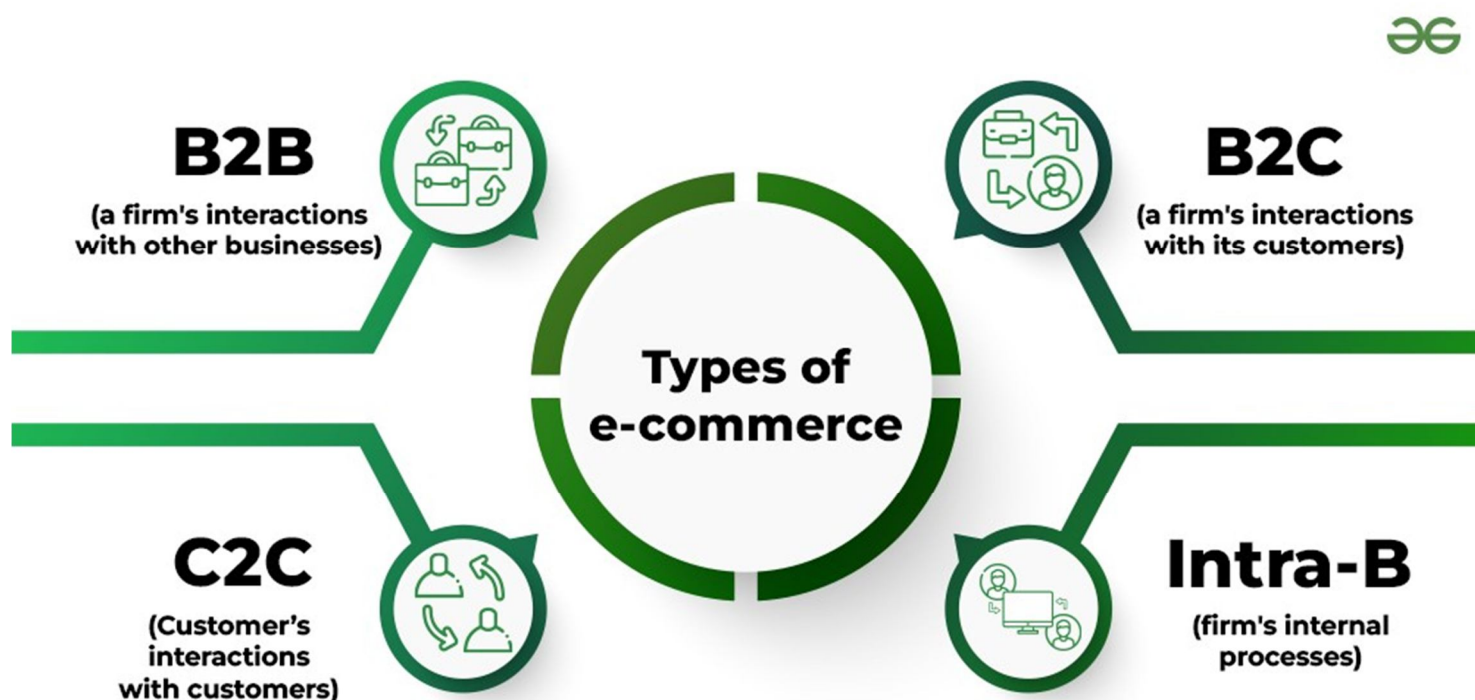 B2B
(a firm's interactions
with other businesses)
B2C
(a firm's interactions
with its customers)
Types of
e-commerce
C2C
(Customer’s
interactions
with customers)
Intra-B
(firm's internal
processes)